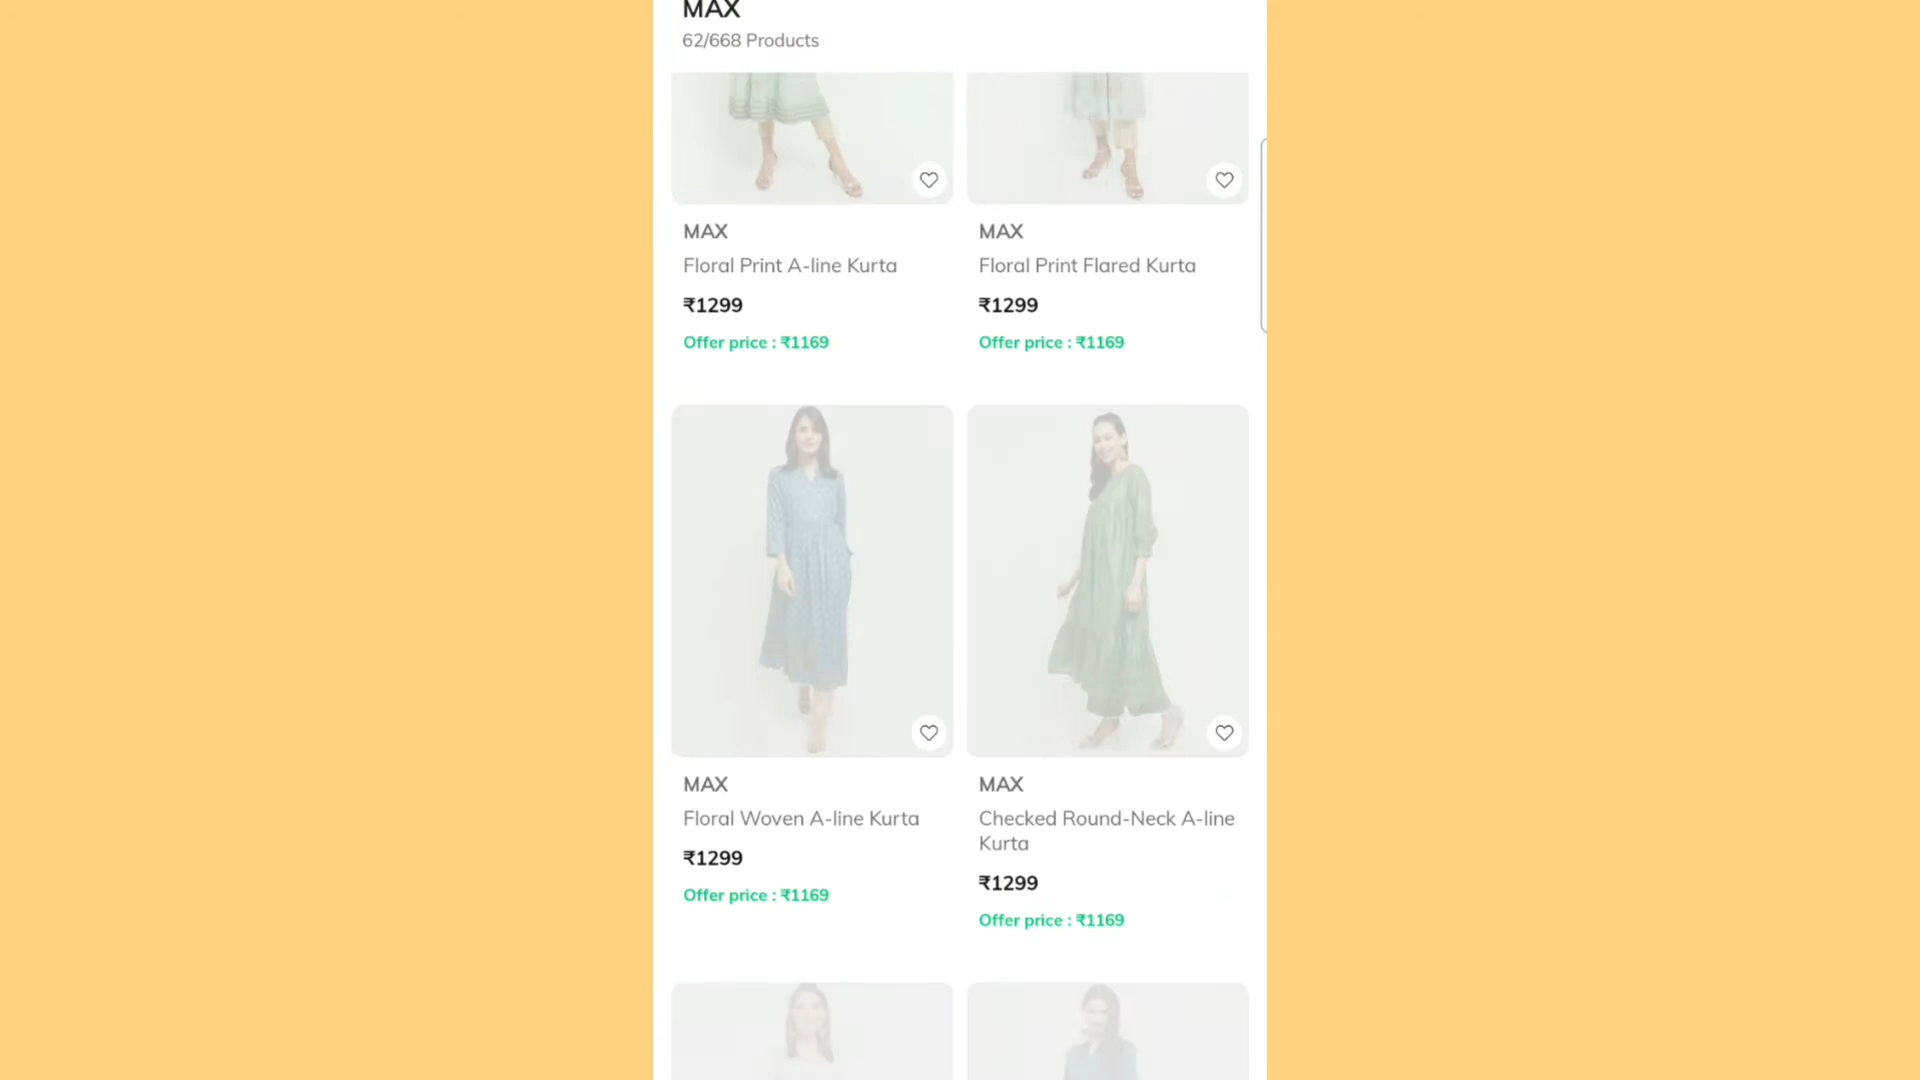 MAX
62/668 Products
MAX
Floral Print A-line Kurta
₹1299
Offer price : ₹1169
MAX
Floral Print Flared Kurta
₹1299
Offer price : ₹1169
MAX
Floral Woven A-line Kurta
₹1299
Offer price : ₹1169
MAX
Checked Round-Neck A-line
Kurta
₹1299
Offer price : ₹1169